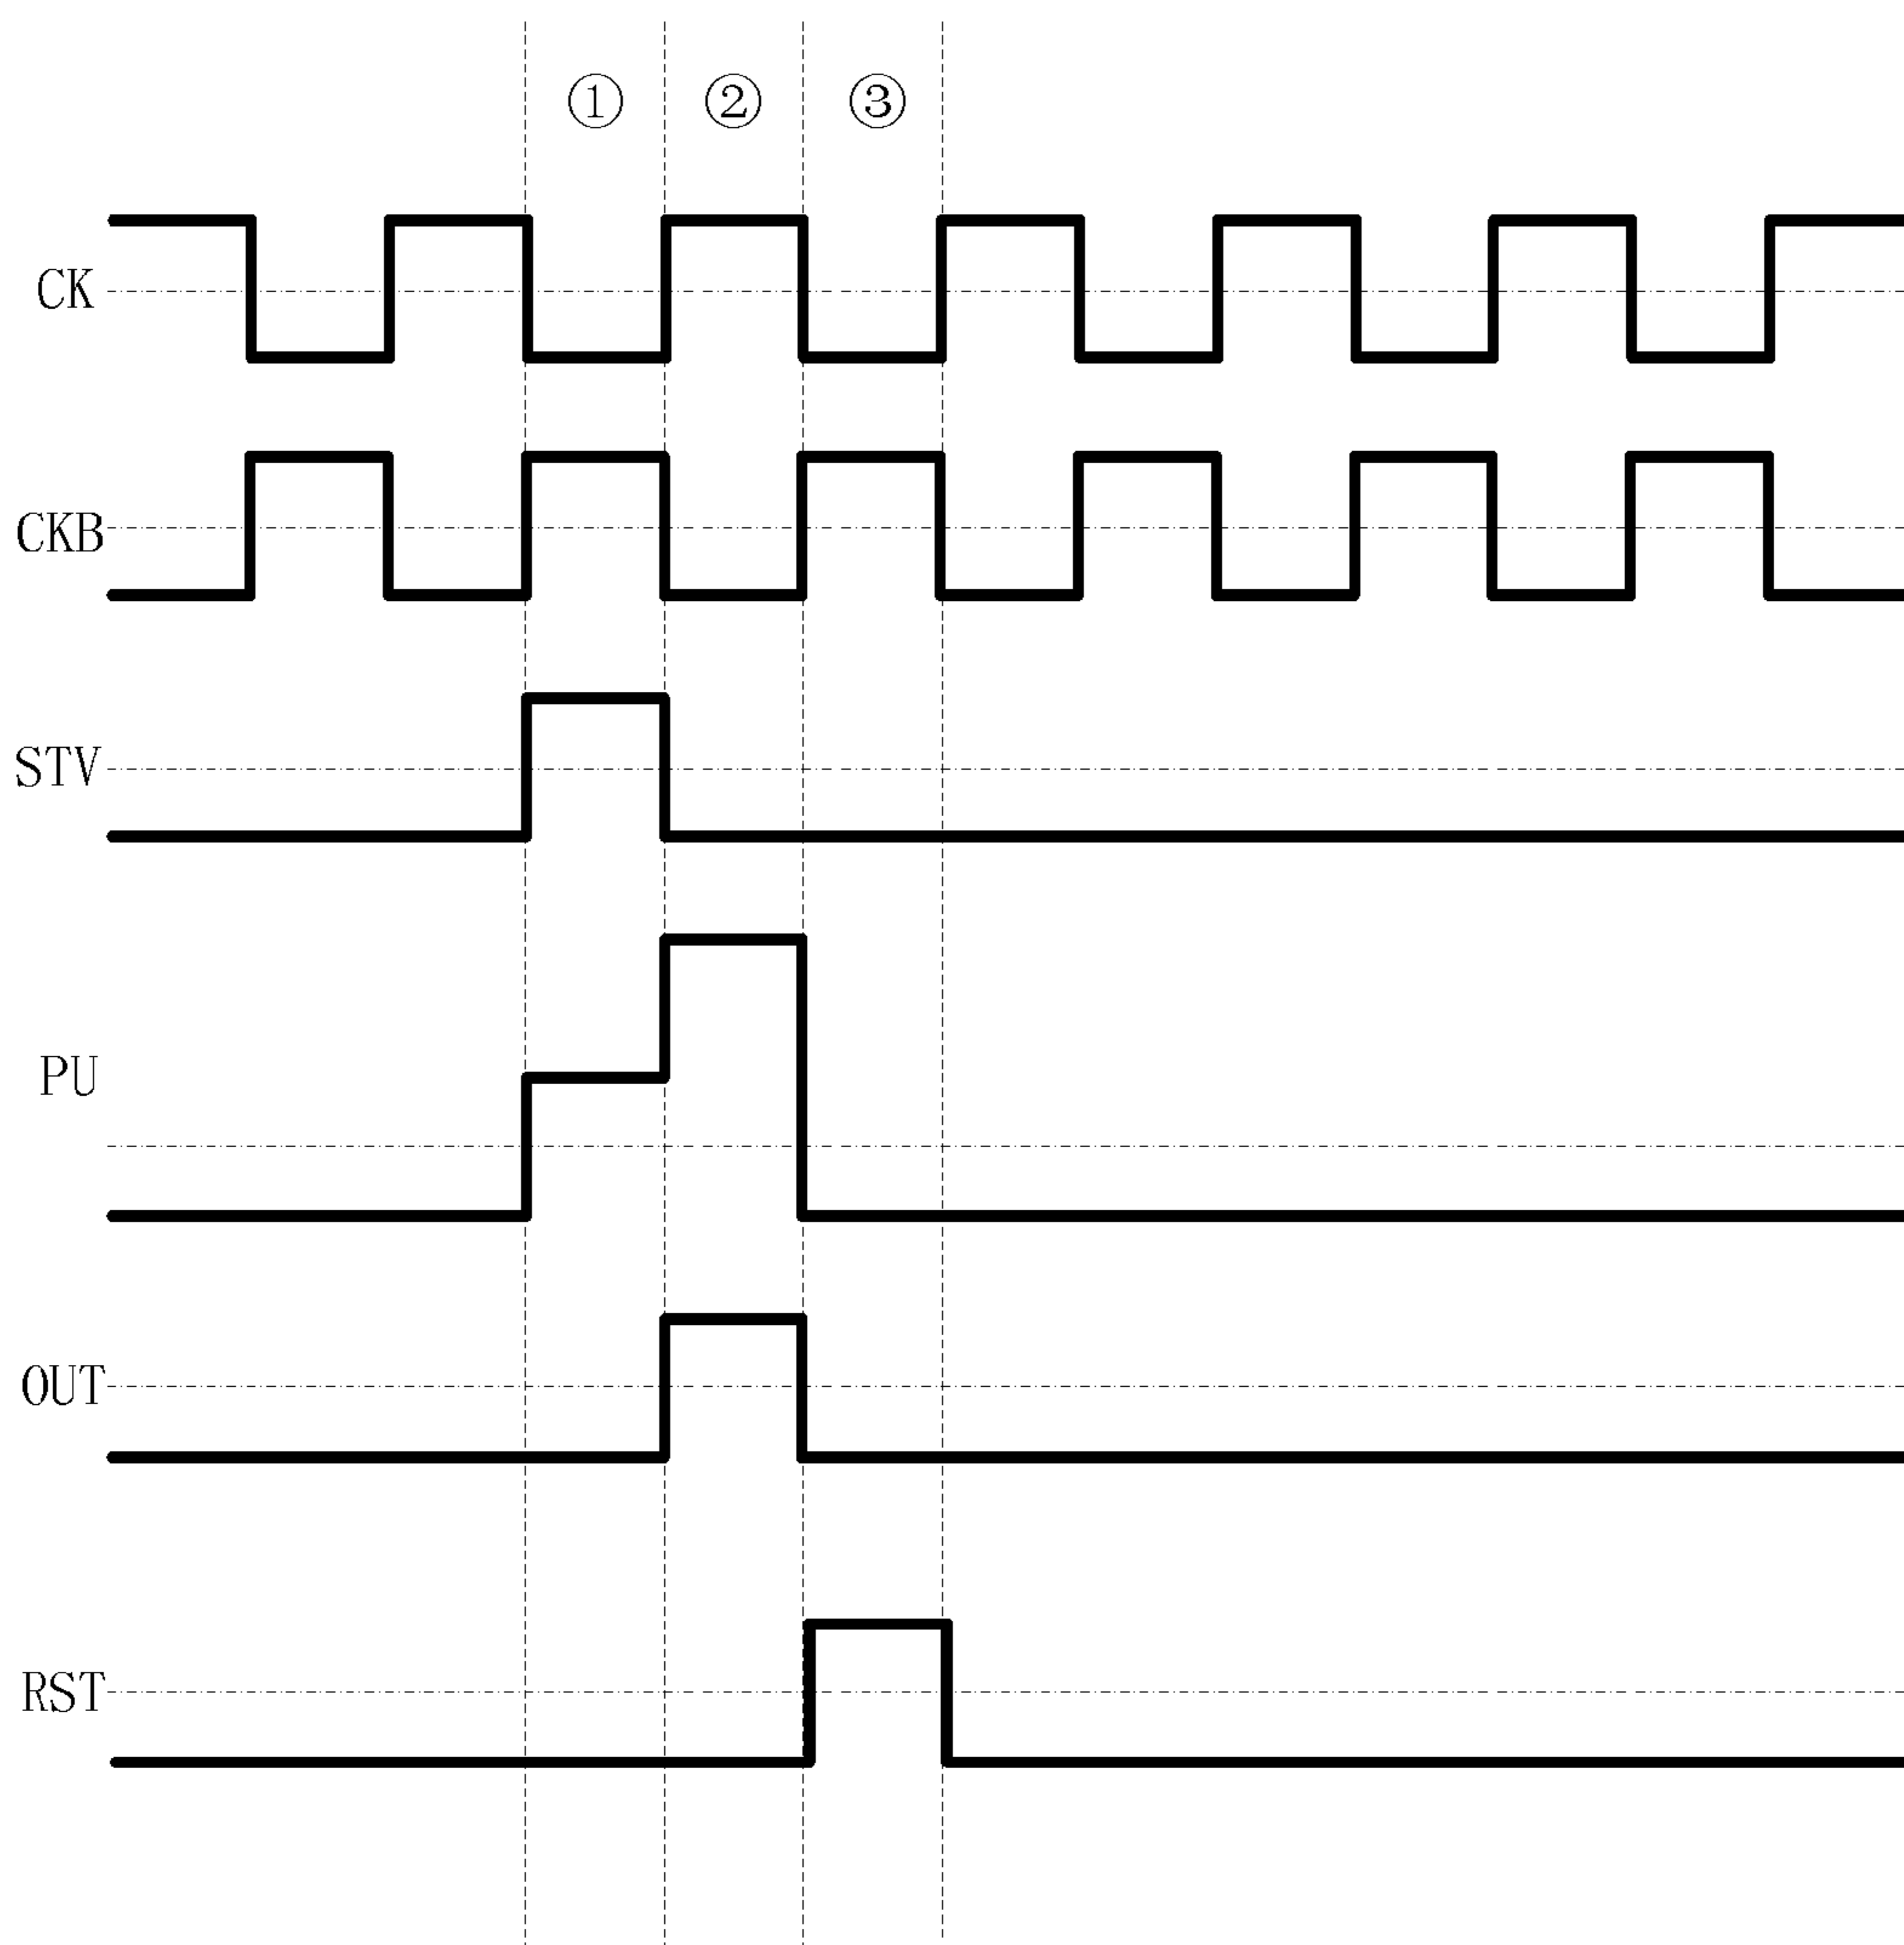 ① ② ③
CK
CKB
STV
PU
OUT
RST